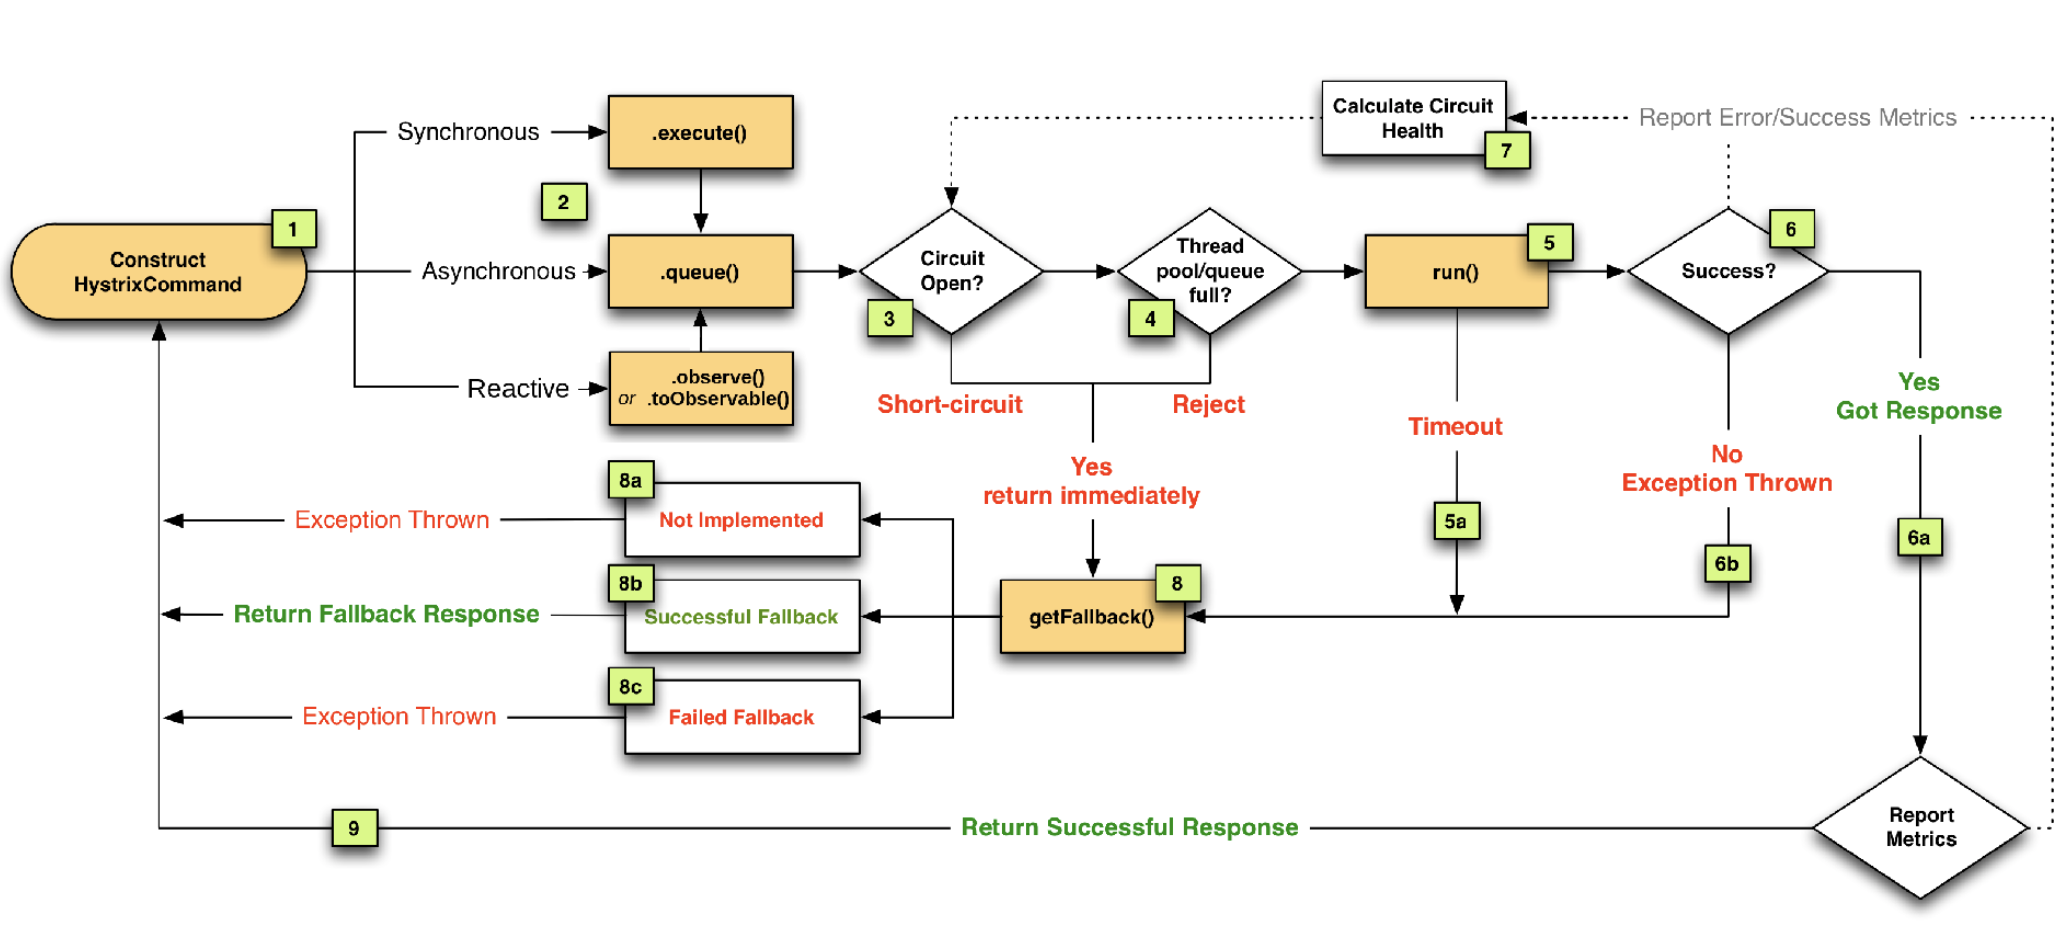 Calculate Circuit
Health
7
Report Error/Success Metrics
Synchronous
.execute()
2
1
Construct
HystrixCommand
Asynchronous
.queue()
Reactive
.observe()
or .toObservable()
Circuit
Open?
3
Thread
pool/queue
full?
4
run()
5
Success?
6
Short-circuit
Reject
Yes
return immediately
Timeout
5a
No
Exception Thrown
6b
Yes
Got Response
6a
8a
Not Implemented
Exception Thrown
8b
Successful Fallback
Return Fallback Response
8
getFallback()
8c
Failed Fallback
Exception Thrown
9
Return Successful Response
Report
Metrics